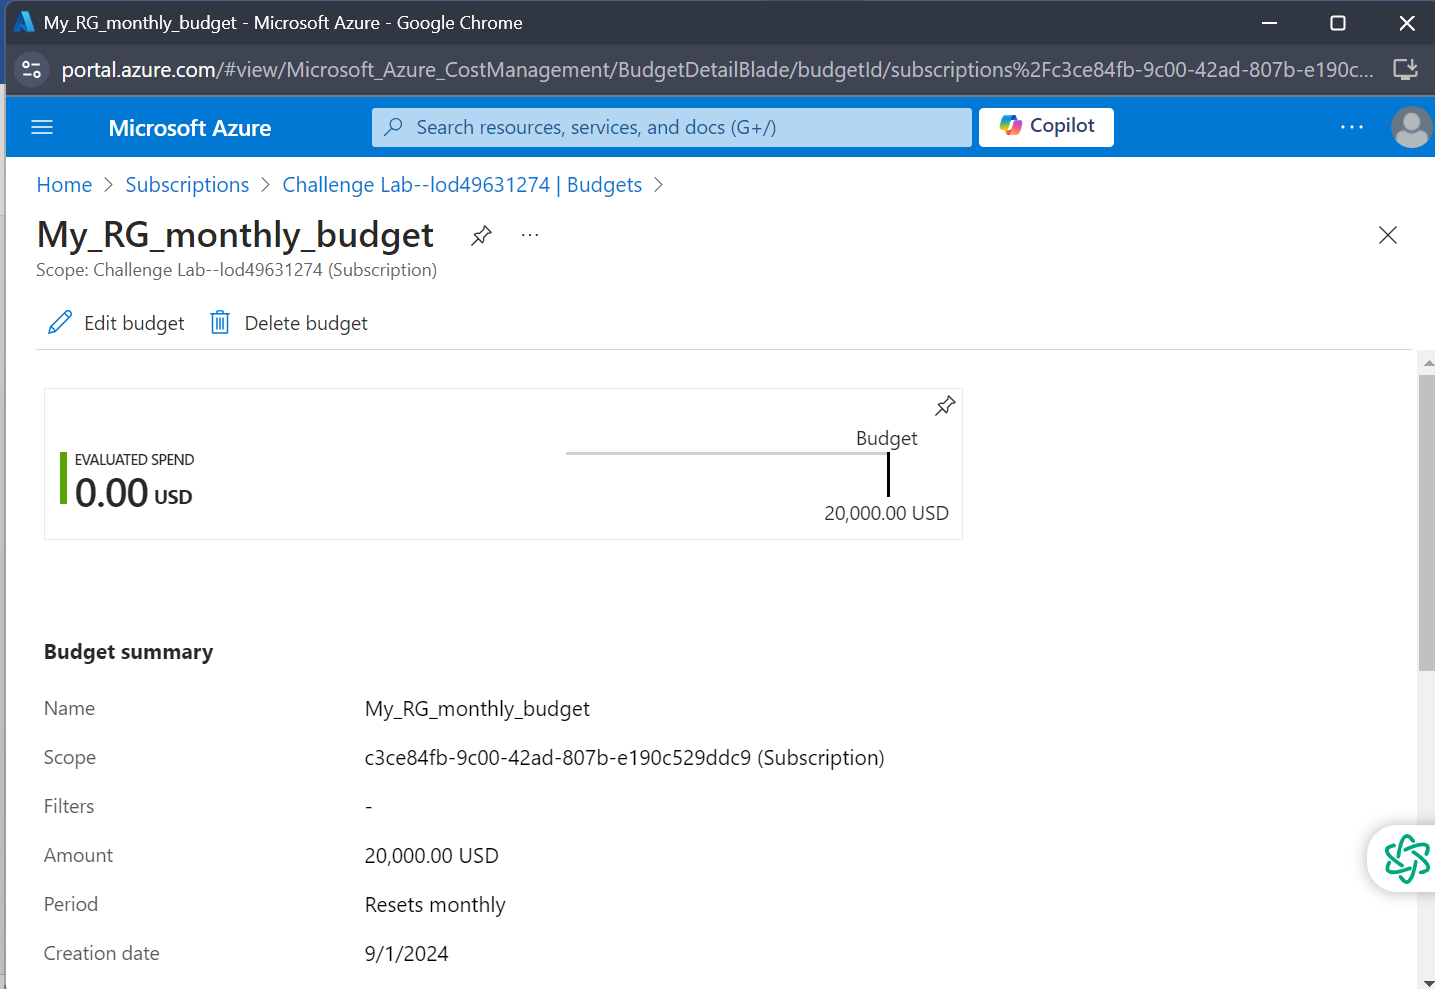 My_RG_monthly_budget - Microsoft Azure - Google Chrome
portal.azure.com/#view/Microsoft_Azure_CostManagement/BudgetDetailBlade/budgetId/subscriptions%2Fc3ce84fb-9c00-42ad-807b-e190c...
Microsoft Azure
Search resources, services, and docs (G+/)
Copilot
Home > Subscriptions > Challenge Lab--lod49631274 | Budgets >
My_RG_monthly_budget
Scope: Challenge Lab--lod49631274 (Subscription)
Edit budget
Delete budget
Budget
EVALUATED SPEND
0.00 USD
20,000.00 USD
Budget summary
Name My_RG_monthly_budget
Scope c3ce84fb-9c00-42ad-807b-e190c529ddc9 (Subscription)
Filters -
Amount 20,000.00 USD
Period Resets monthly
Creation date 9/1/2024